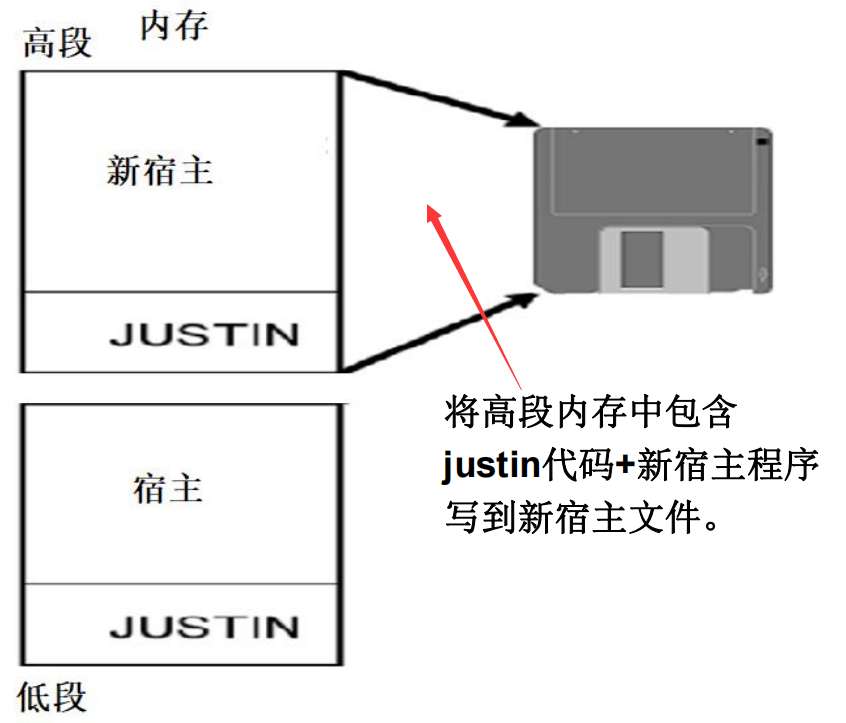 内存
高段
新宿主
JUSTIN
将高段内存中包含
justin代码+新宿主程序
写到新宿主文件。
宿主
JUSTIN
低段